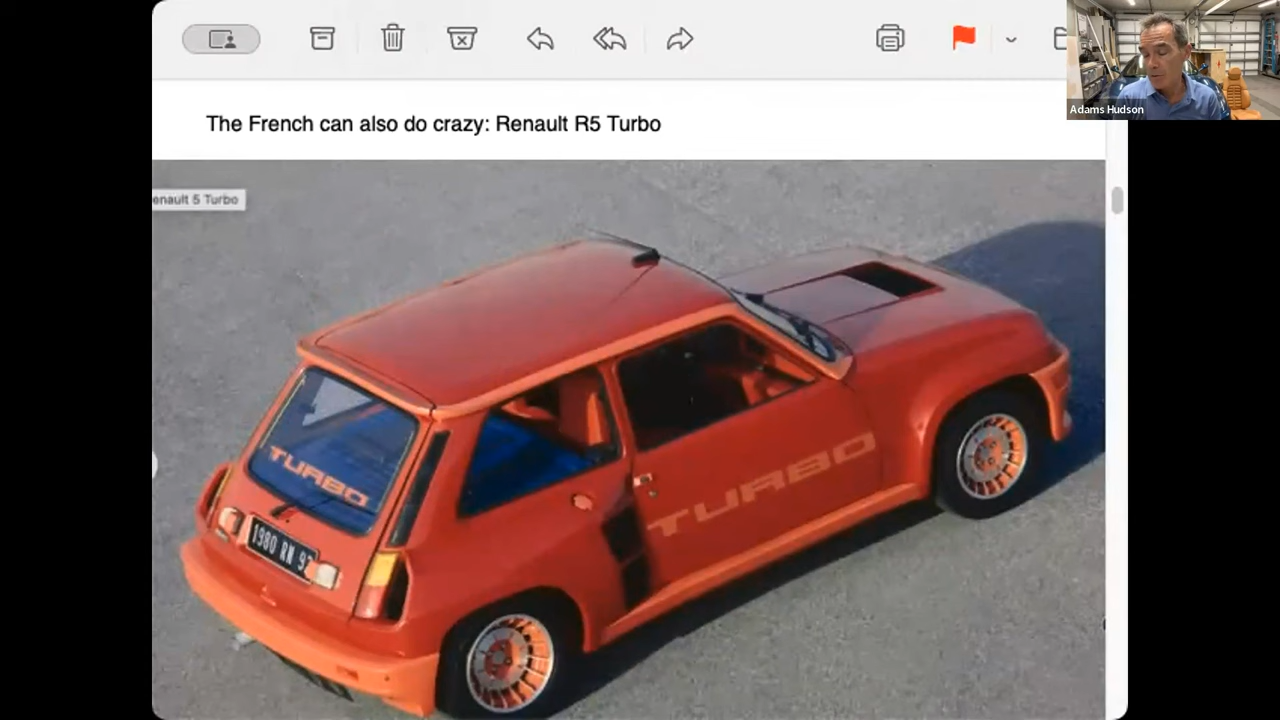 Adams Hudson
The French can also do crazy: Renault R5 Turbo
enault 5 Turbo
TURBO
TURBO
1980 RN 92